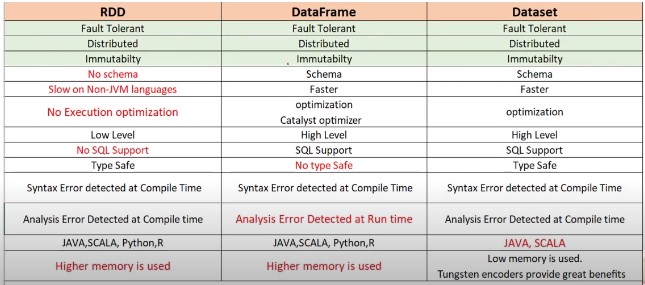 RDD DataFrame Dataset
Fault Tolerant Fault Tolerant Fault Tolerant
Distributed Distributed Distributed
Immutabilty Immutabilty Immutabilty
No schema Schema Schema
Slow on Non-JVM languages Faster Faster
No Execution optimization optimization optimization
Catalyst optimizer
Low Level High Level High Level
No SQL Support SQL Support SQL Support
Type Safe No type Safe Type Safe
Syntax Error detected at Compile Time Syntax Error detected at Compile Time Syntax Error detected at Compile Time
Analysis Error Detected at Compile time Analysis Error Detected at Run time Analysis Error Detected at Compile time
JAVA,SCALA, Python,R JAVA,SCALA, Python,R JAVA, SCALA
Higher memory is used Higher memory is used Low memory is used.
Tungsten encoders provide great benefits